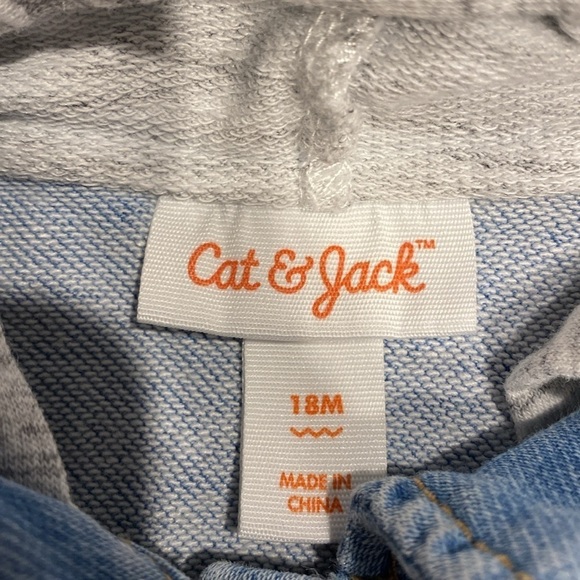 Cat & Jack™
18M
MADE IN
CHINA